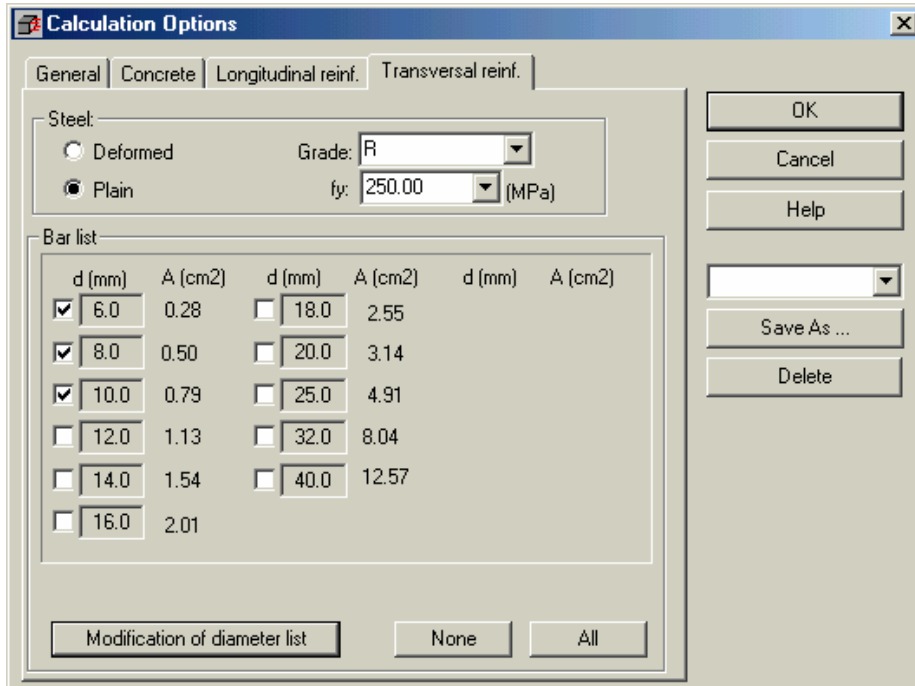 Calculation Options
General Concrete Longitudinal reinf. Transversal reinf.
Steel:
Deformed Grade: R
Plain fy: 250.00 (MPa)
Bar list
d (mm) A (cm2) d (mm) A (cm2) d (mm) A (cm2)
6.0 0.28 18.0 2.55
8.0 0.50 20.0 3.14
10.0 0.79 25.0 4.91
12.0 1.13 32.0 8.04
14.0 1.54 40.0 12.57
16.0 2.01
Modification of diameter list None All
OK
Cancel
Help
Save As ...
Delete